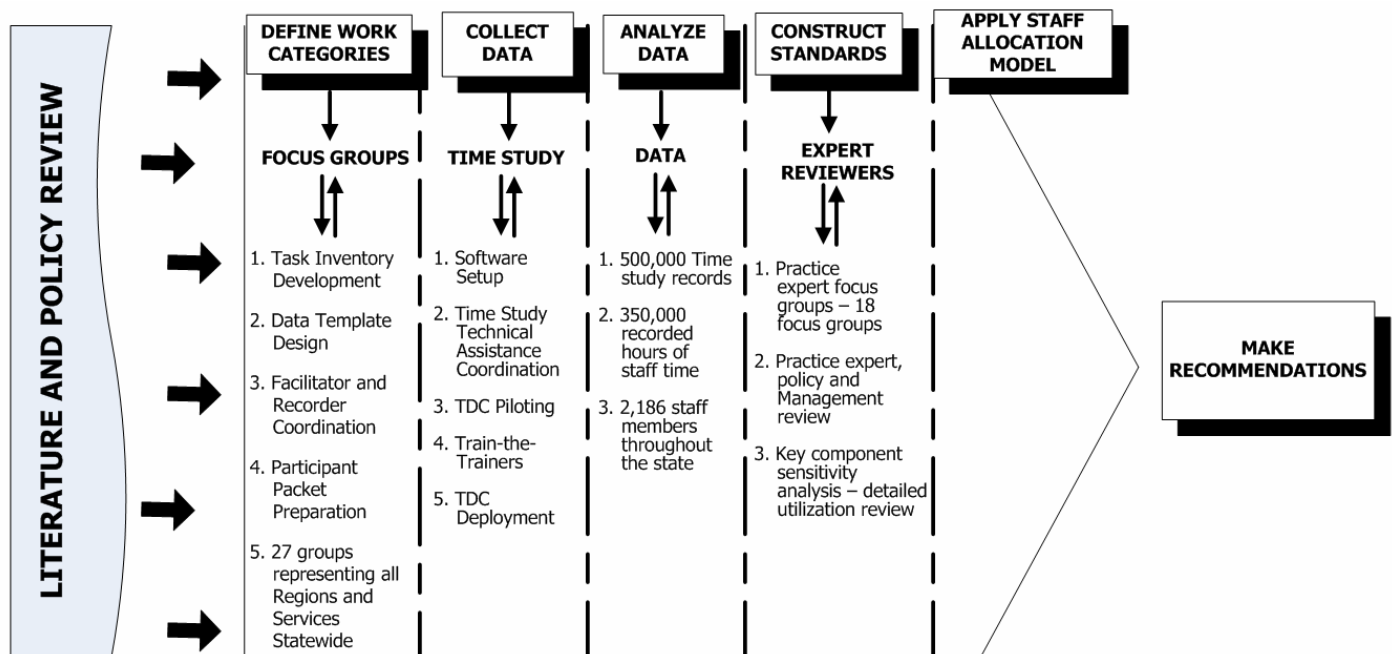 LITERATURE AND POLICY REVIEW
DEFINE WORK
CATEGORIES
FOCUS GROUPS
1. Task Inventory
Development
2. Data Template
Design
3. Facilitator and
Recorder
Coordination
4. Participant
Packet
Preparation
5. 27 groups
representing all
Regions and
Services
Statewide
COLLECT
DATA
TIME STUDY
1. Software
Setup
2. Time Study
Technical
Assistance
Coordination
3. TDC Piloting
4. Train-the-
Trainers
5. TDC
Deployment
ANALYZE
DATA
DATA
1. 500,000 Time
study records
2. 350,000
recorded
hours of
staff time
3. 2,186 staff
members
throughout
the state
CONSTRUCT
STANDARDS
EXPERT
REVIEWERS
1. Practice
expert focus
groups – 18
focus groups
2. Practice expert,
policy and
Management
review
3. Key component
sensitivity
analysis – detailed
utilization review
APPLY STAFF
ALLOCATION
MODEL
MAKE
RECOMMENDATIONS